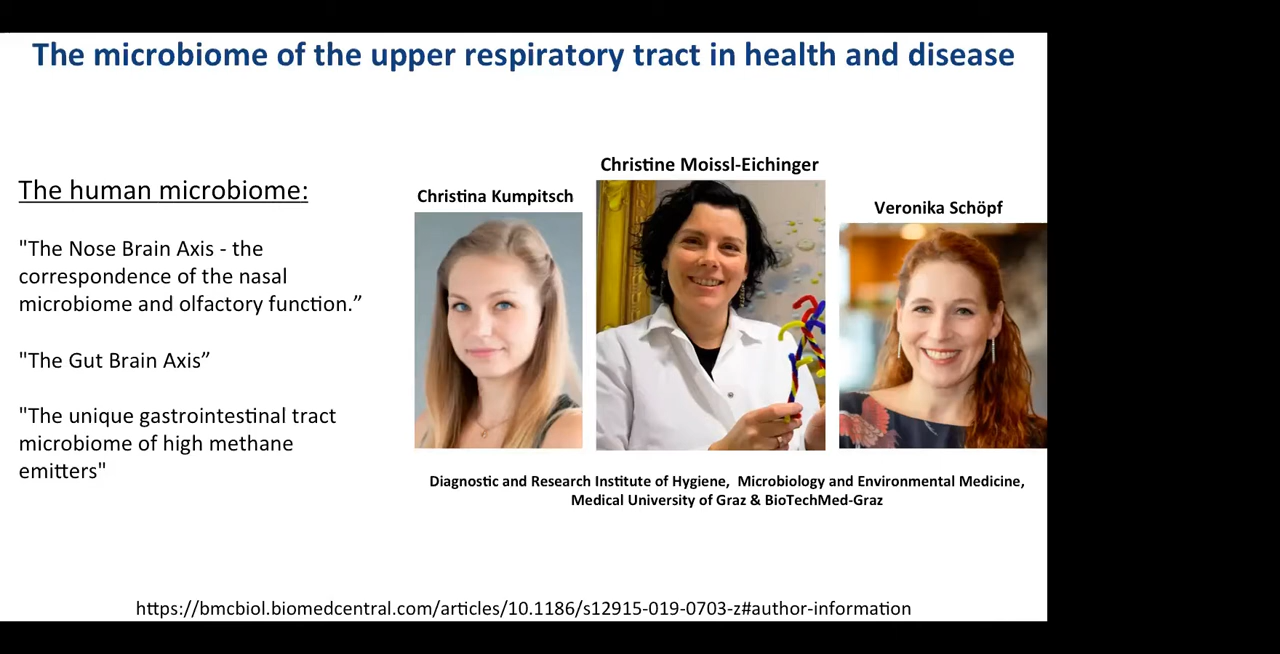 The microbiome of the upper respiratory tract in health and disease
The human microbiome:
"The Nose Brain Axis - the
correspondence of the nasal
microbiome and olfactory function.”
"The Gut Brain Axis”
"The unique gastrointestinal tract
microbiome of high methane
emitters"
Christina Kumpitsch
Christine Moissl-Eichinger
Veronika Schöpf
Diagnostic and Research Institute of Hygiene, Microbiology and Environmental Medicine,
Medical University of Graz & BioTechMed-Graz
https://bmcbiol.biomedcentral.com/articles/10.1186/s12915-019-0703-z#author-information